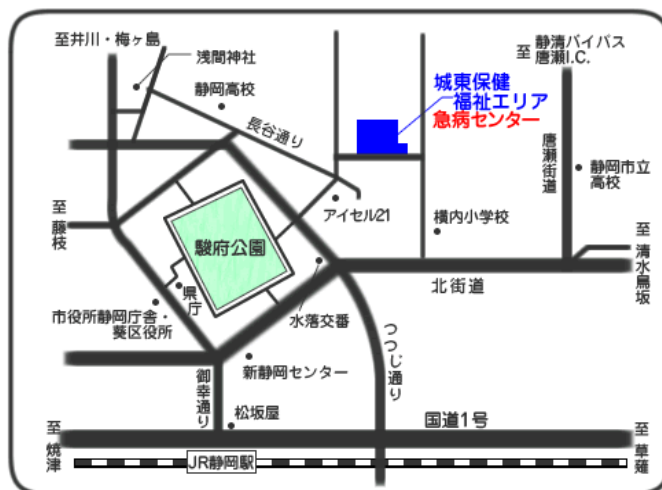 至井川・梅ヶ島
浅間神社
静岡高校
長谷通り
至
静清バイパス
唐瀬I.C.
城東保健
福祉エリア
急病センター
唐瀬街道
静岡市立
高校
至
藤枝
アイセル21
横内小学校
駿府公園
至
清水鳥坂
北街道
県庁
市役所静岡庁舎・
葵区役所
水落交番
つつじ通り
新静岡センター
御幸通り
松坂屋
国道1号
至
焼津
至
草薙
JR静岡駅